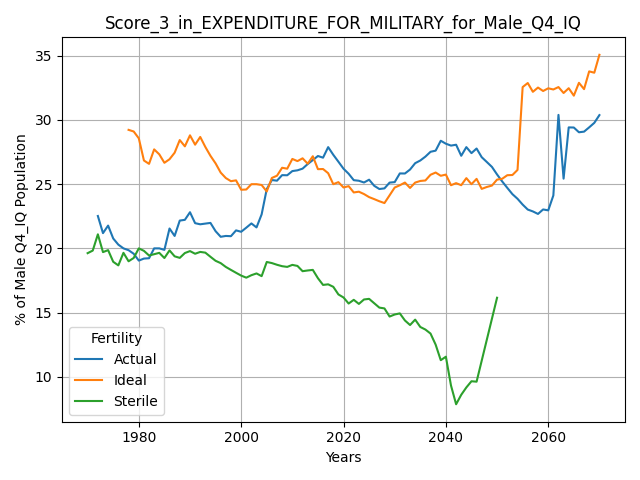 Score_3_in_EXPENDITURE_FOR_MILITARY_for_Male_Q4_IQ
% of Male Q4_IQ Population
35
30
25
20
15
10
Fertility
Actual
Ideal
Sterile
1980 2000 2020 2040 2060
Years